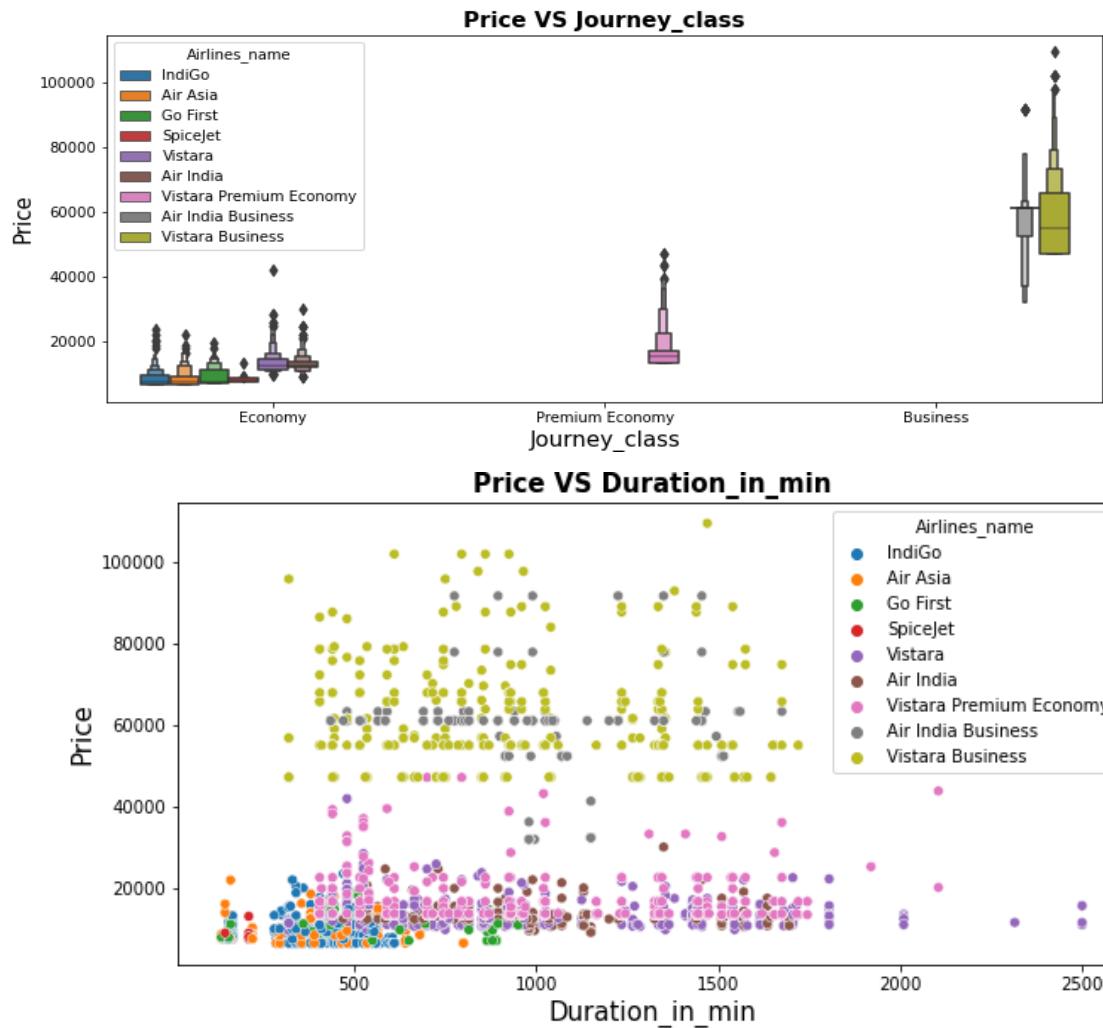 Price VS Journey_class
Airlines_name
IndiGo
Air Asia
Go First
SpiceJet
Vistara
Air India
Vistara Premium Economy
Air India Business
Vistara Business
Price
100000
80000
60000
40000
20000
Economy
Premium Economy
Business
Journey_class
Price VS Duration_in_min
Airlines_name
IndiGo
Air Asia
Go First
SpiceJet
Vistara
Air India
Vistara Premium Economy
Air India Business
Vistara Business
Price
100000
80000
60000
40000
20000
500
1000
1500
2000
2500
Duration_in_min